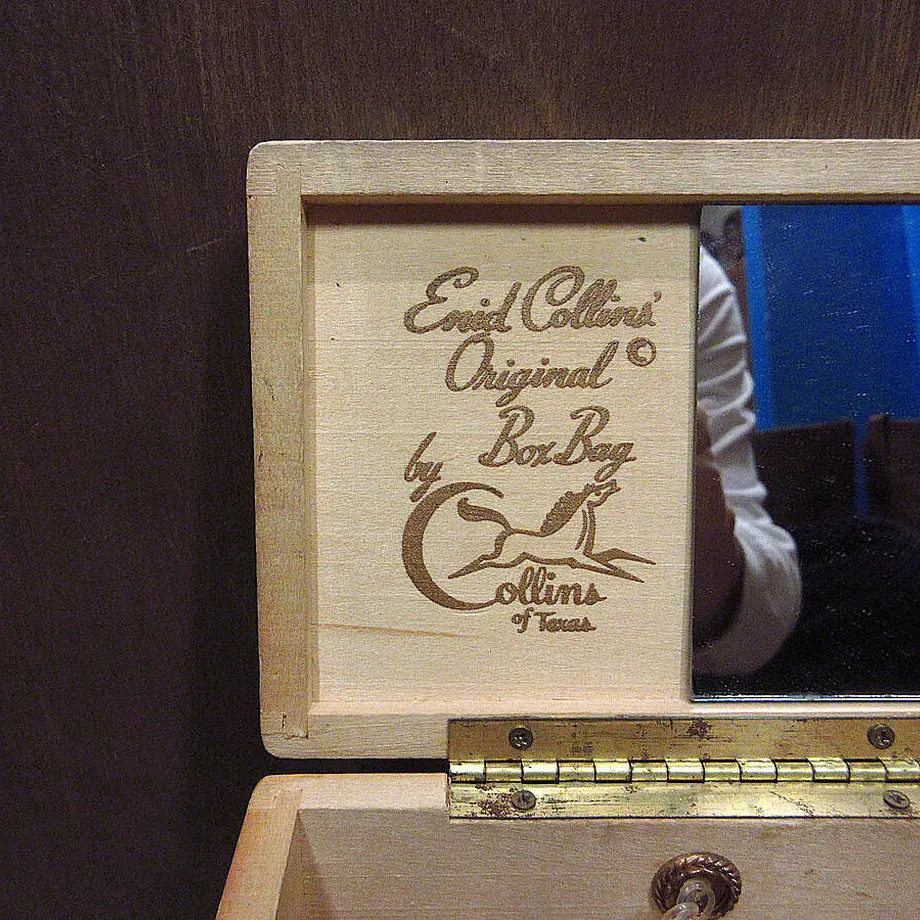 Enid Collins'
Original ©
Box Bag
by
Collins
of Texas